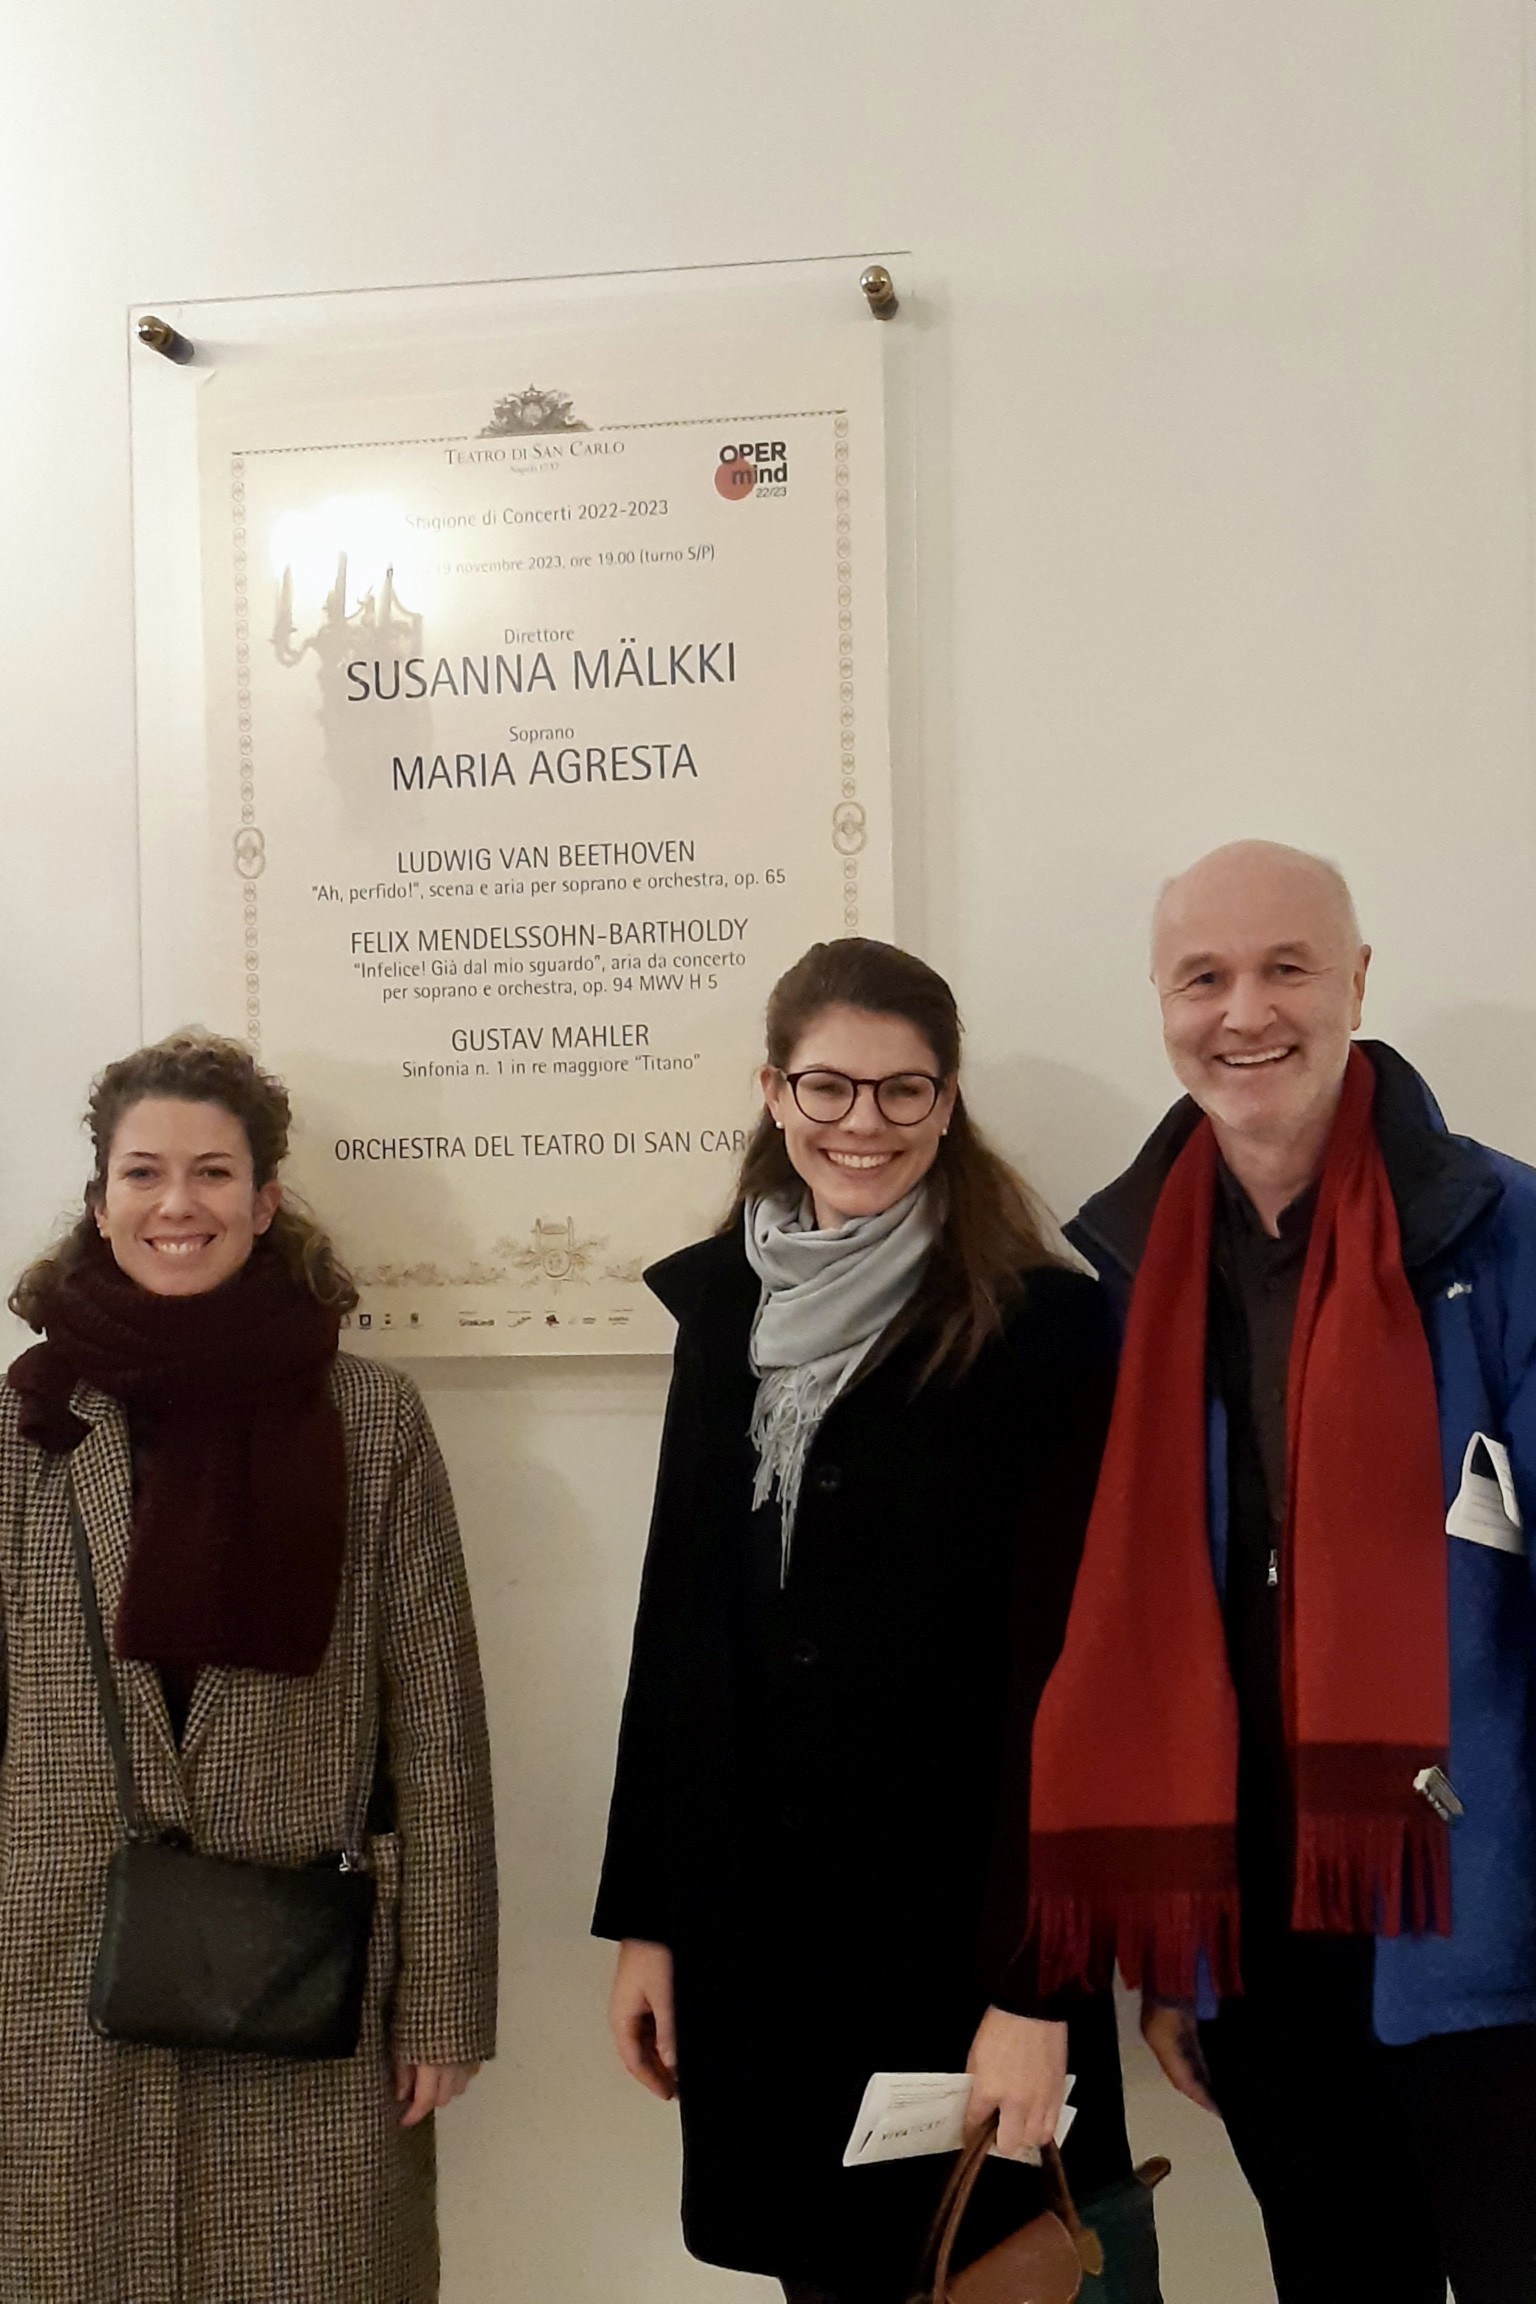 TEATRO DI SAN CARLO
Napoli 1737
OPER
mind
22/23
Stagione di Concerti 2022-2023
19 novembre 2023, ore 19.00 (turno S/P)
Direttore
SUSANNA MÄLKKI
Soprano
MARIA AGRESTA
LUDWIG VAN BEETHOVEN
"Ah, perfido!", scena e aria per soprano e orchestra, op. 65
FELIX MENDELSSOHN-BARTHOLDY
"Infelice! Già dal mio sguardo", aria da concerto
per soprano e orchestra, op. 94 MWV H 5
GUSTAV MAHLER
Sinfonia n. 1 in re maggiore "Titano"
ORCHESTRA DEL TEATRO DI SAN CAR
VIVATICKET